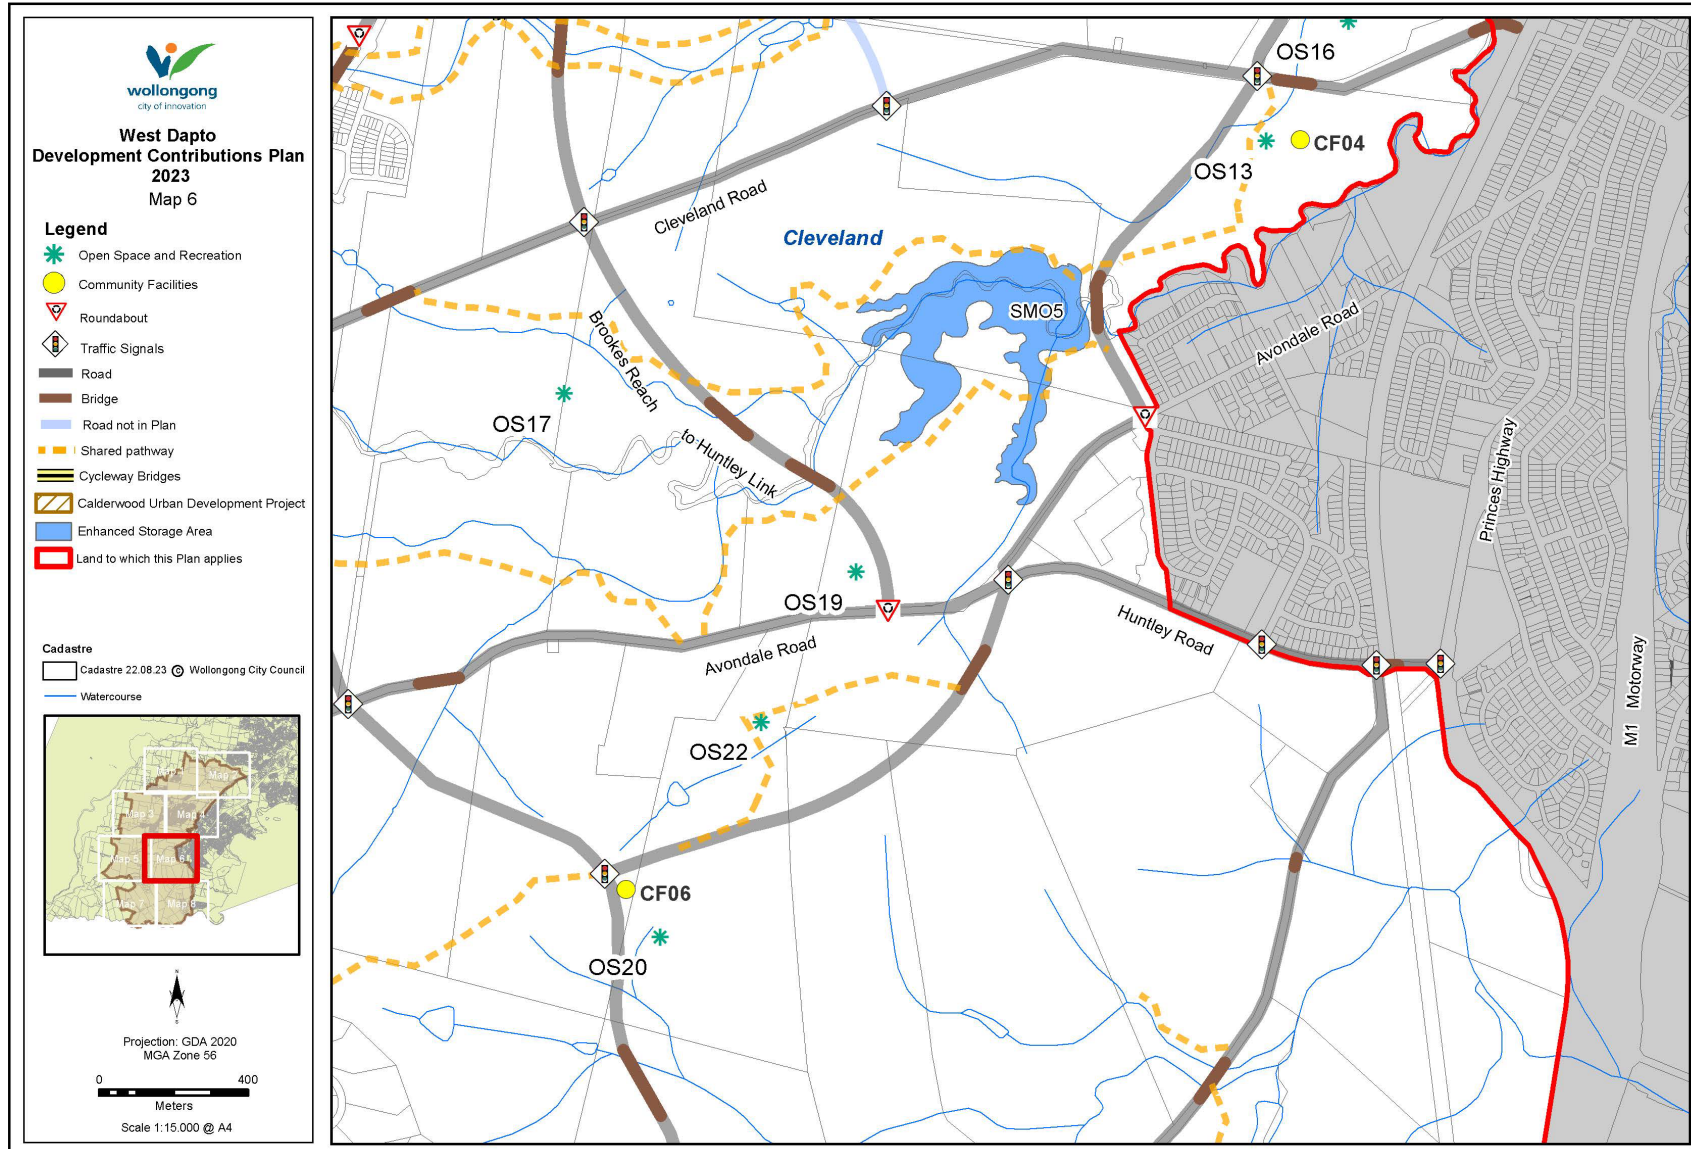 wollongong
city of innovation
West Dapto
Development Contributions Plan
2023
Map 6
Legend
Open Space and Recreation
Community Facilities
Roundabout
Traffic Signals
Road
Bridge
Road not in Plan
Shared pathway
Cycleway Bridges
Calderwood Urban Development Project
Enhanced Storage Area
Land to which this Plan applies
Cadastre
Cadastre 22.08.23 © Wollongong City Council
Watercourse
Map 2
Map 3
Map 4
Map 5
Map 6
Map 7
Map 8
N
S
Projection: GDA 2020
MGA Zone 56
0 400
Meters
Scale 1:15.000 @ A4
OS16
CF04
OS13
Cleveland Road
Cleveland
SMO5
Avondale Road
Brookes Reach
to Huntley Link
OS17
Princes Highway
OS19
Avondale Road
Huntley Road
M1 Motorway
OS22
CF06
OS20